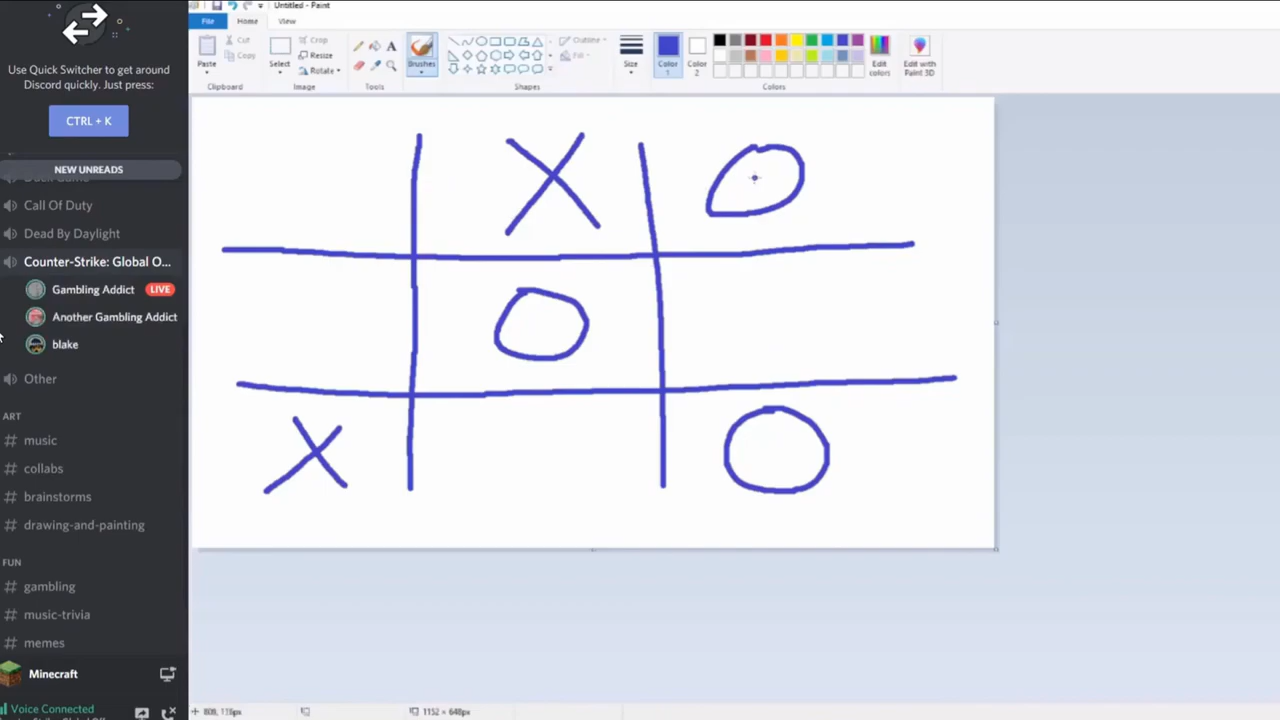 Untitled - Paint
File Home View
Use Quick Switcher to get around
Discord quickly. Just press:
CTRL + K
NEW UNREADS
Call Of Duty
Dead By Daylight
Counter-Strike: Global O...
Gambling Addict LIVE
Another Gambling Addict
blake
Other
ART
# music
# collabs
# brainstorms
# drawing-and-painting
FUN
# gambling
# music-trivia
# memes
Minecraft
Voice Connected
Paste
Cut
Copy
Clipboard
Select
Crop
Resize
Rotate
Image
A
Tools
Brushes
Outline
Fill
Shapes
Size
Color
1
Color
2
Edit
colors
Colors
Edit with
Paint 3D
X O
O
X O
1152 × 648px